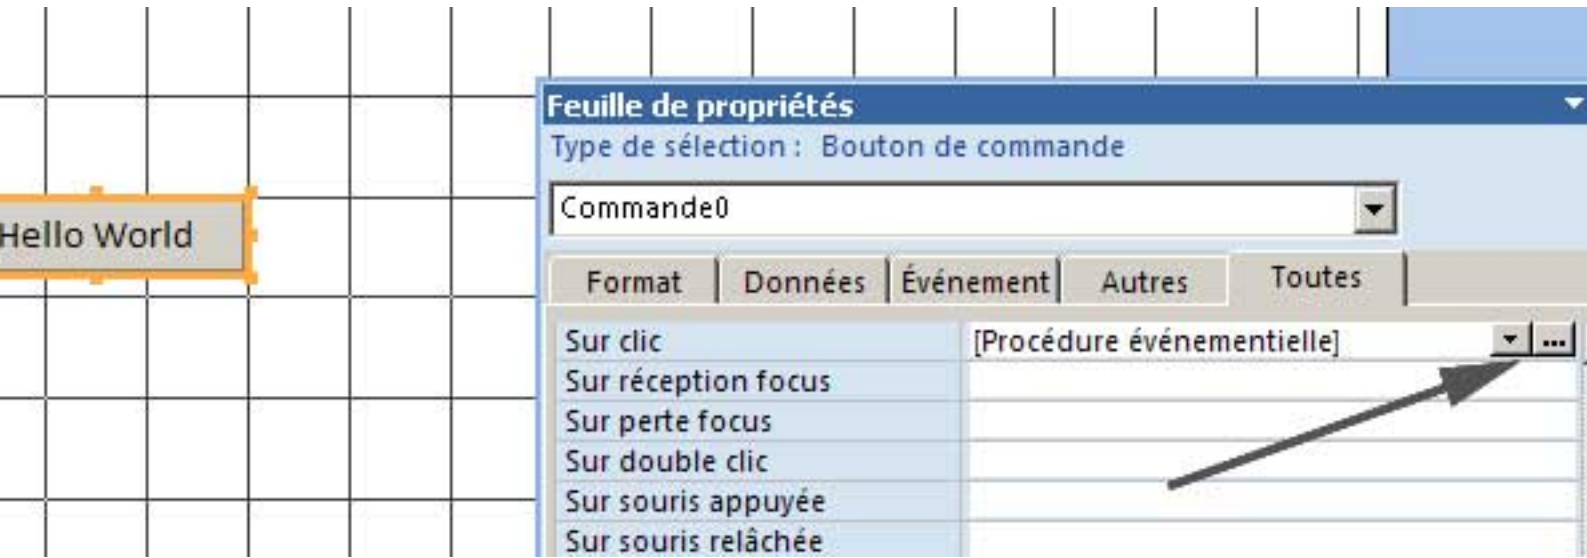 Feuille de propriétés
Type de sélection : Bouton de commande
Commande0
Hello World
Format Données Événement Autres Toutes
Sur clic [Procédure événementielle] ...
Sur réception focus
Sur perte focus
Sur double clic
Sur souris appuyée
Sur souris relâchée